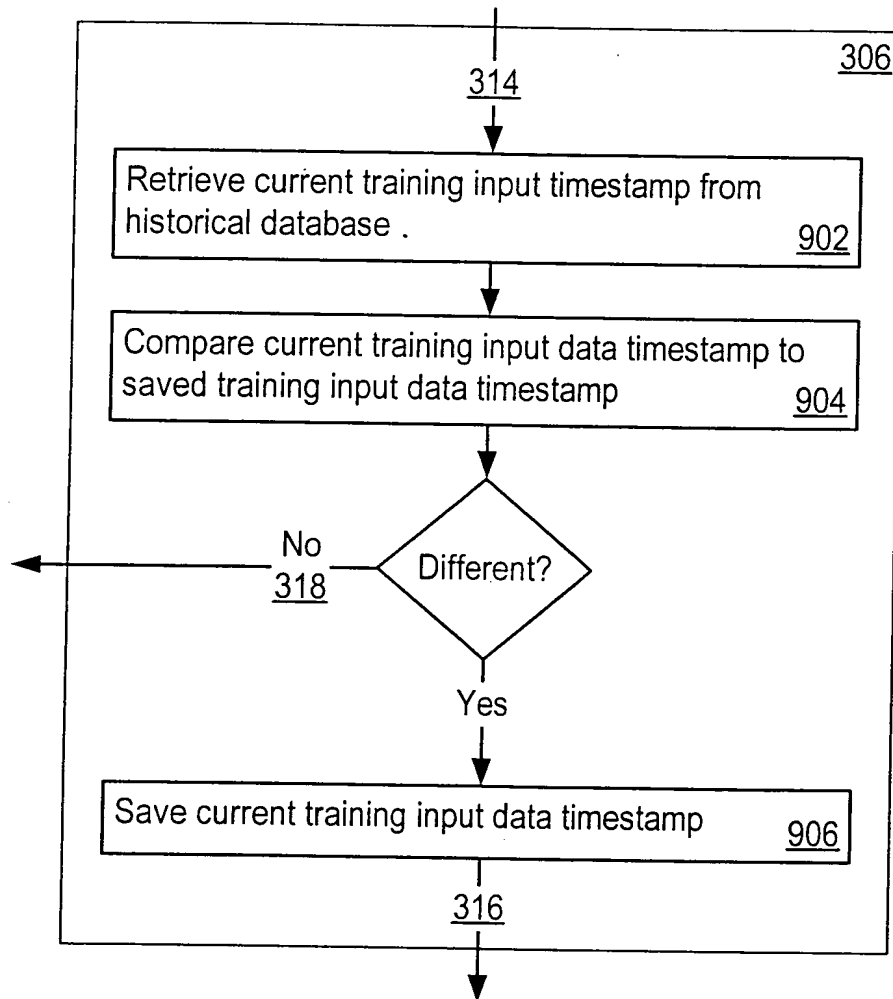 306
314
Retrieve current training input timestamp from
historical database .
902
Compare current training input data timestamp to
saved training input data timestamp
904
Different?
No
318
Yes
Save current training input data timestamp
906
316